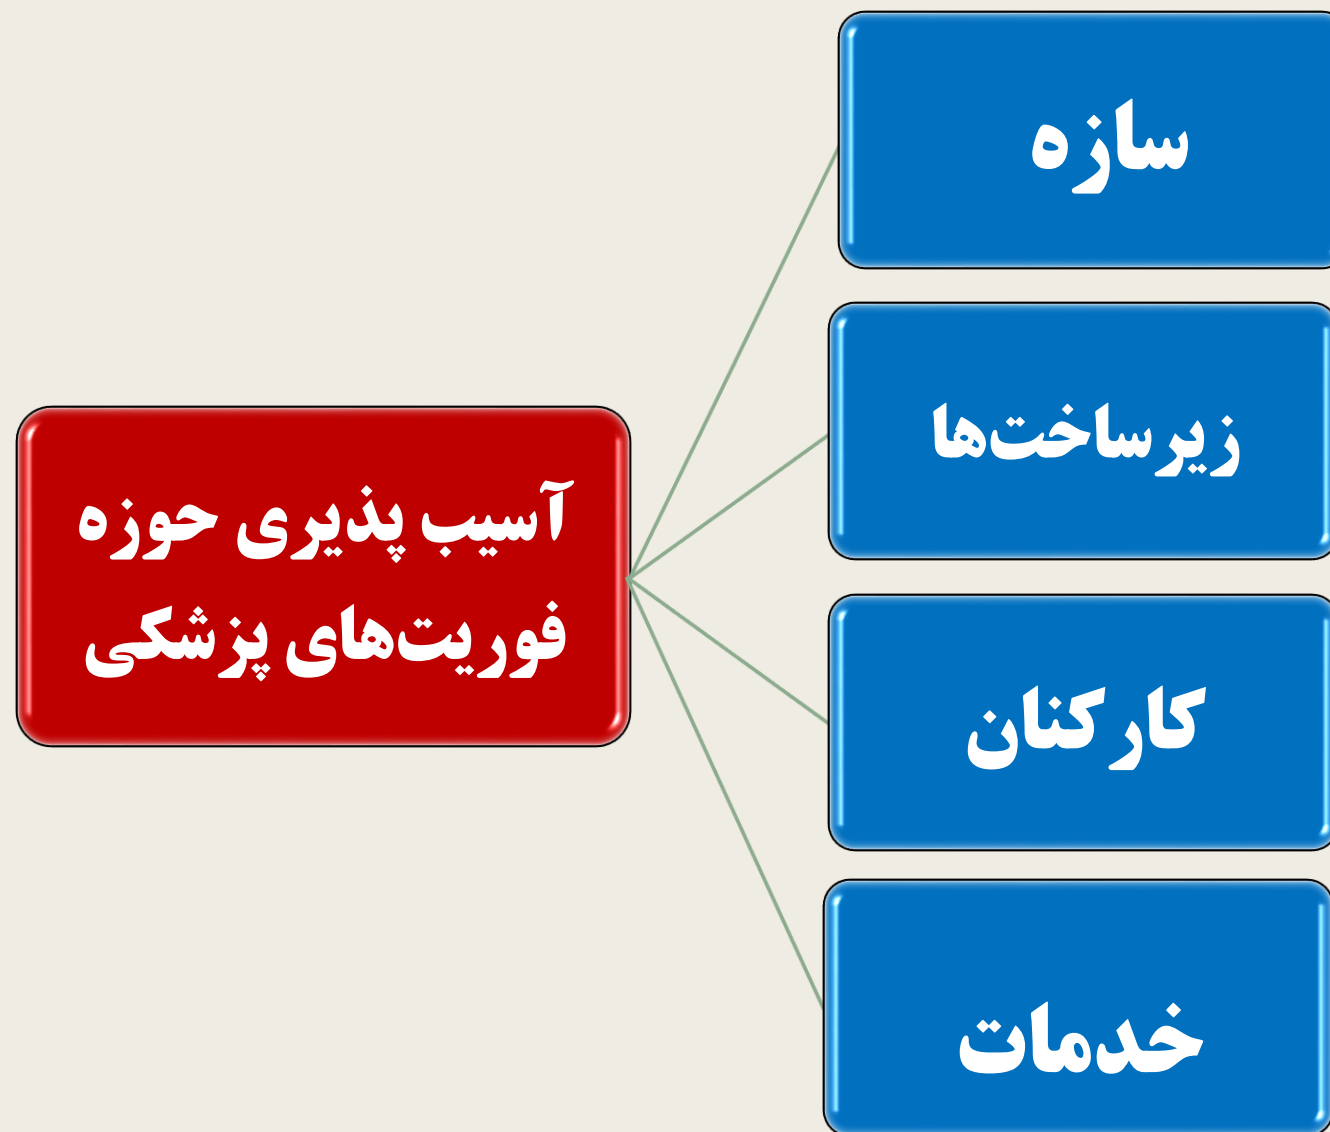 آسیب پذیری حوزه
فوریت‌های پزشکی
سازه
زیرساخت‌ها
کارکنان
خدمات